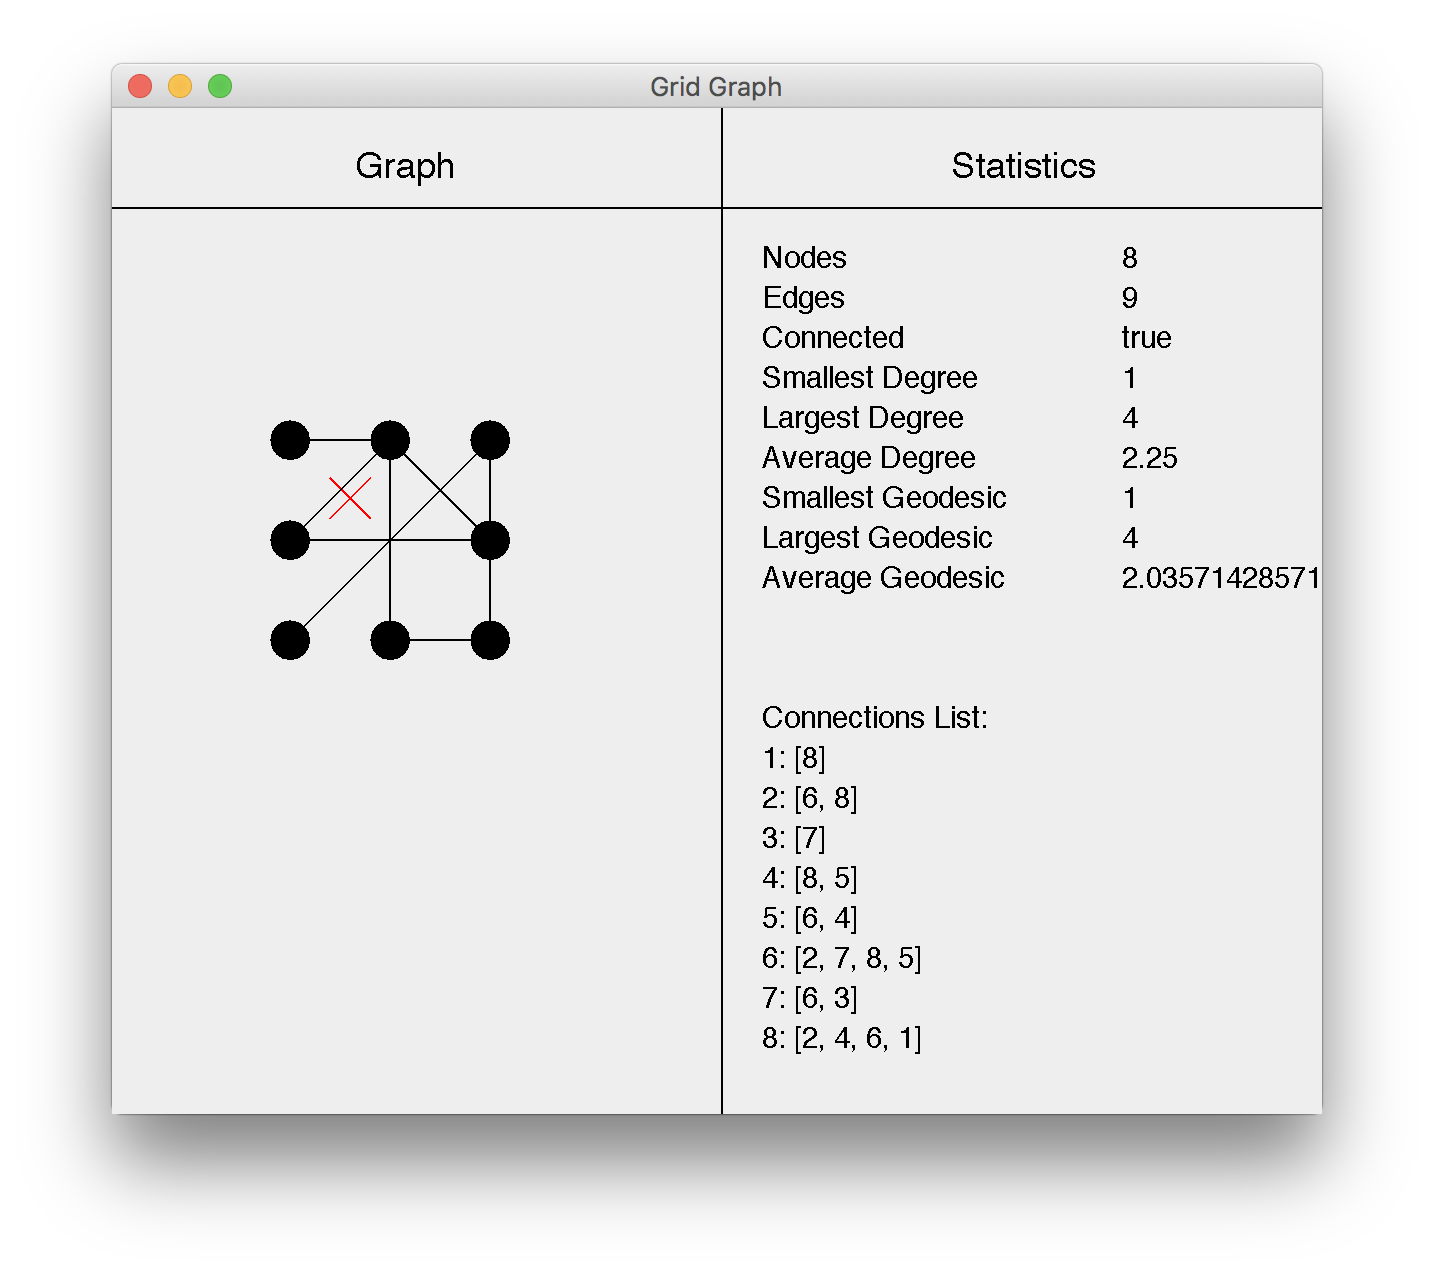 Grid Graph
Graph
Statistics
Nodes 8
Edges 9
Connected true
Smallest Degree 1
Largest Degree 4
Average Degree 2.25
Smallest Geodesic 1
Largest Geodesic 4
Average Geodesic 2.03571428571
Connections List:
1: [8]
2: [6, 8]
3: [7]
4: [8, 5]
5: [6, 4]
6: [2, 7, 8, 5]
7: [6, 3]
8: [2, 4, 6, 1]